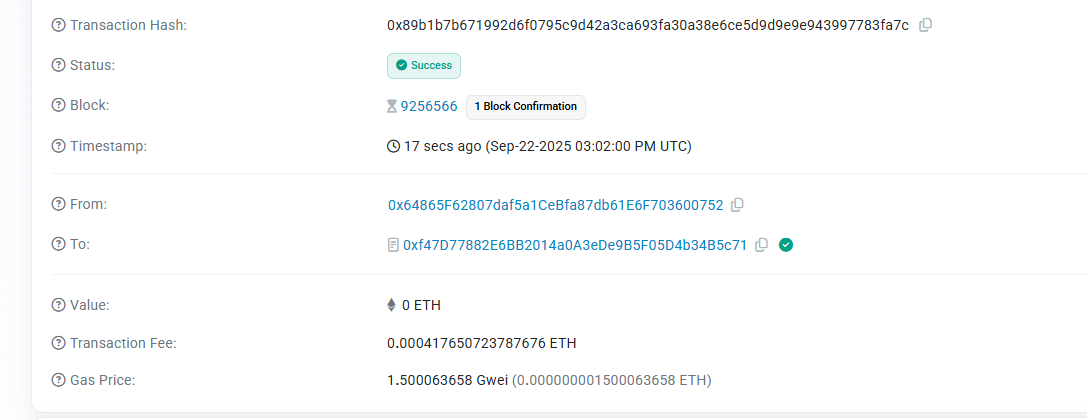 Transaction Hash: 0x89b1b7b671992d6f0795c9d42a3ca693fa30a38e6ce5d9d9e9e943997783fa7c
Status: Success
Block: 9256566 1 Block Confirmation
Timestamp: 17 secs ago (Sep-22-2025 03:02:00 PM UTC)
From: 0x64865F62807daf5a1CeBfa87db61E6F703600752
To: 0xf47D77882E6BB2014a0A3eDe9B5F05D4b34B5c71
Value: 0 ETH
Transaction Fee: 0.000417650723787676 ETH
Gas Price: 1.500063658 Gwei (0.000000001500063658 ETH)